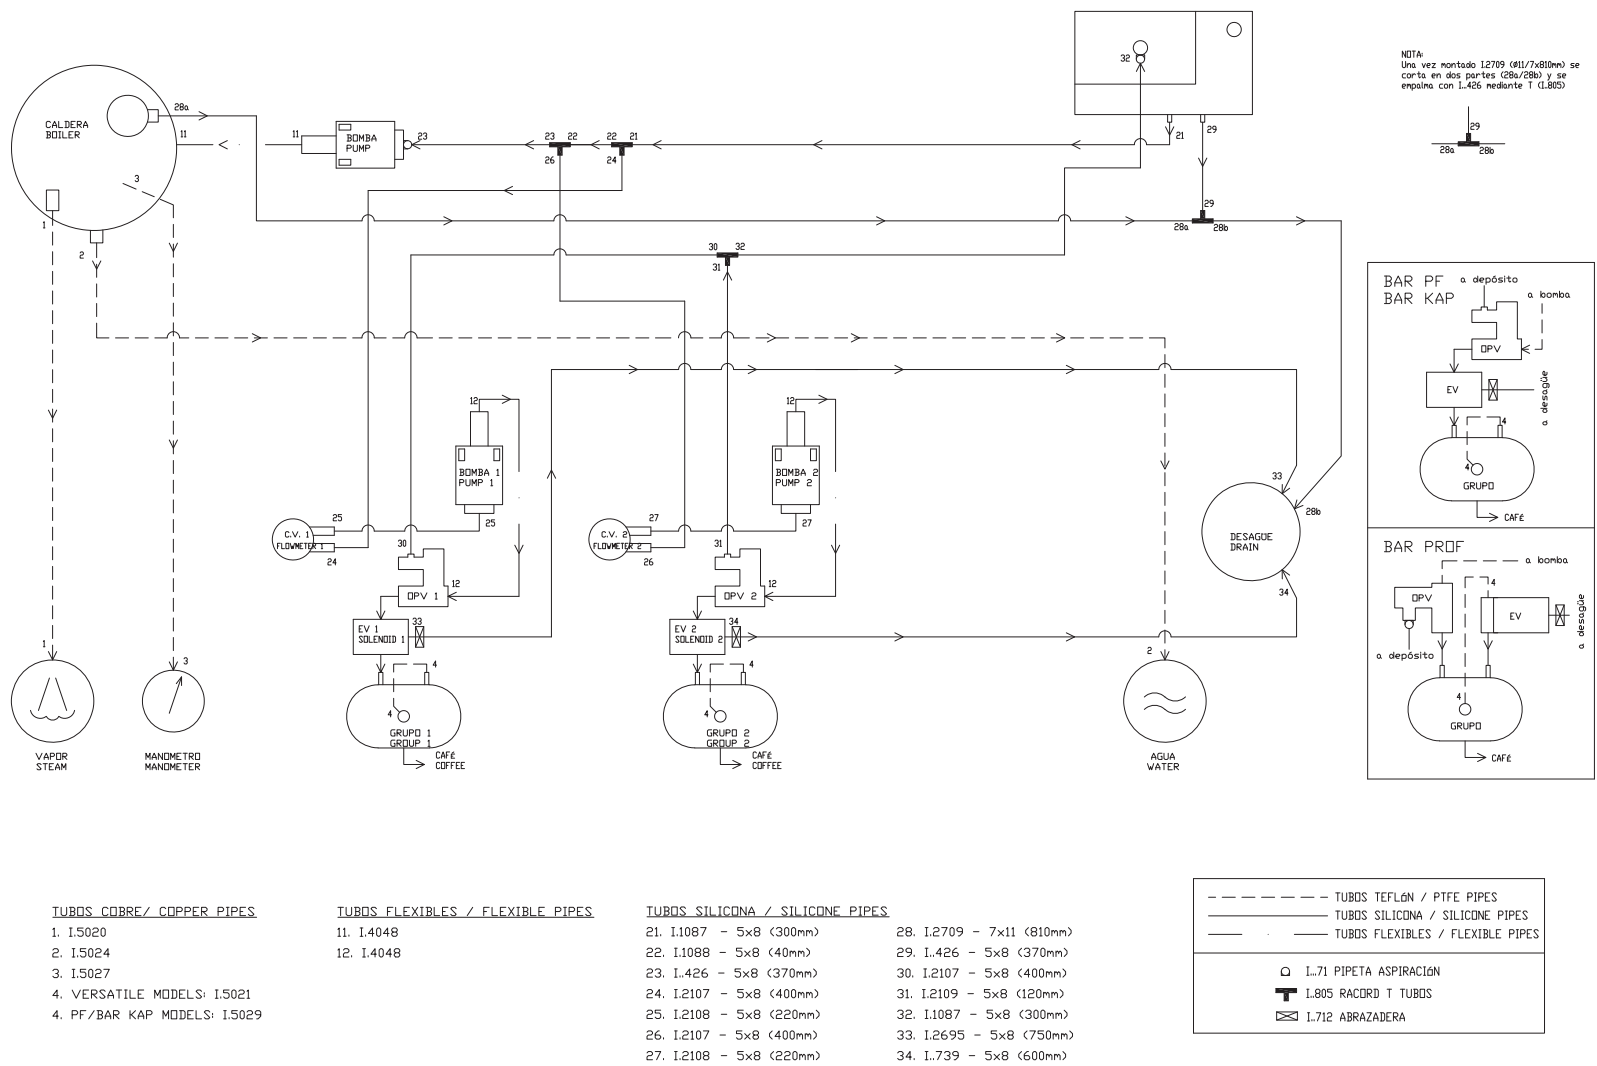 32
NOTA:
Una vez montado I.2709 (Ø11/7x810mm) se
corta en dos partes (28a/28b) y se
empalma con I..426 mediante T (I..805)
29
28a
28b
CALDERA
BOILER
28a
11
11
BOMBA
PUMP
23
23
22
26
22
21
24
21
29
3
1
2
29
28a
28b
30
32
31
BAR PF
BAR KAP
a depósito
a bomba
OPV
EV
a desagüe
4
4
GRUPO
CAFÉ
12
BOMBA 1
PUMP 1
25
25
C.V. 1
FLOWMETER 1
24
30
12
OPV 1
EV 1
SOLENOID 1
33
4
4
GRUPO 1
GROUP 1
CAFÉ
COFFEE
12
BOMBA 2
PUMP 2
27
27
C.V. 2
FLOWMETER 2
26
31
12
OPV 2
EV 2
SOLENOID 2
34
4
4
GRUPO 2
GROUP 2
CAFÉ
COFFEE
33
28b
DESAGÜE
DRAIN
34
BAR PROF
a bomba
4
OPV
EV
a desagüe
a depósito
4
GRUPO
CAFÉ
1
VAPOR
STEAM
3
MANOMETRO
MANOMETER
2
AGUA
WATER
TUBOS COBRE/ COPPER PIPES
1. I.5020
2. I.5024
3. I.5027
4. VERSATILE MODELS: I.5021
4. PF/BAR KAP MODELS: I.5029
TUBOS FLEXIBLES / FLEXIBLE PIPES
11. I.4048
12. I.4048
TUBOS SILICONA / SILICONE PIPES
21. I.1087 - 5x8 (300mm)
22. I.1088 - 5x8 (40mm)
23. I..426 - 5x8 (370mm)
24. I.2107 - 5x8 (400mm)
25. I.2108 - 5x8 (220mm)
26. I.2107 - 5x8 (400mm)
27. I.2108 - 5x8 (220mm)
28. I.2709 - 7x11 (810mm)
29. I..426 - 5x8 (370mm)
30. I.2107 - 5x8 (400mm)
31. I.2109 - 5x8 (120mm)
32. I.1087 - 5x8 (300mm)
33. I.2695 - 5x8 (750mm)
34. I..739 - 5x8 (600mm)
TUBOS TEFLóN / PTFE PIPES
TUBOS SILICONA / SILICONE PIPES
TUBOS FLEXIBLES / FLEXIBLE PIPES
I...71 PIPETA ASPIRACIóN
I..805 RACORD T TUBOS
I..712 ABRAZADERA